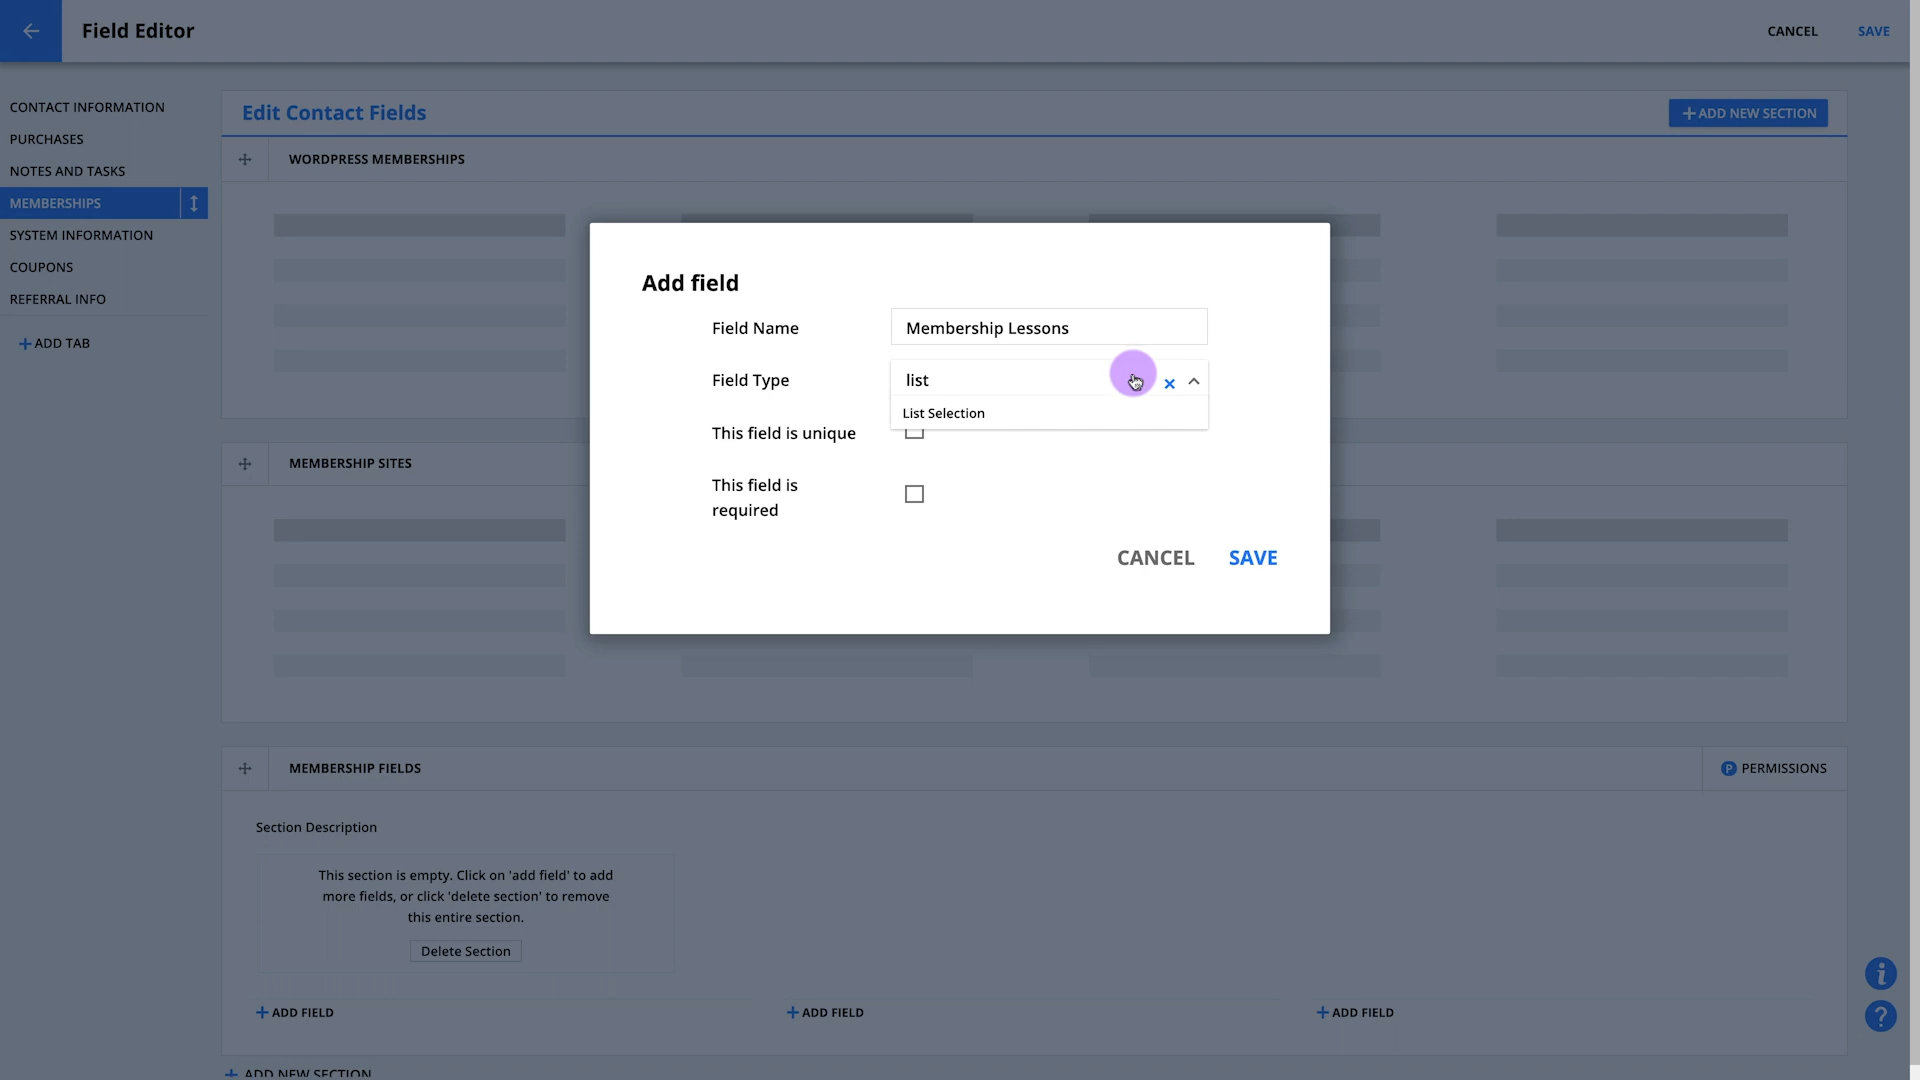 Field Editor
CANCEL
SAVE
CONTACT INFORMATION
PURCHASES
NOTES AND TASKS
MEMBERSHIPS
SYSTEM INFORMATION
COUPONS
REFERRAL INFO
ADD TAB
Edit Contact Fields
ADD NEW SECTION
WORDPRESS MEMBERSHIPS
Add field
Field Name
Membership Lessons
Field Type
list
List Selection
This field is unique
This field is
required
CANCEL
SAVE
MEMBERSHIP SITES
MEMBERSHIP FIELDS
P PERMISSIONS
Section Description
This section is empty. Click on 'add field' to add
more fields, or click 'delete section' to remove
this entire section.
Delete Section
ADD FIELD
ADD FIELD
ADD FIELD
ADD NEW SECTION